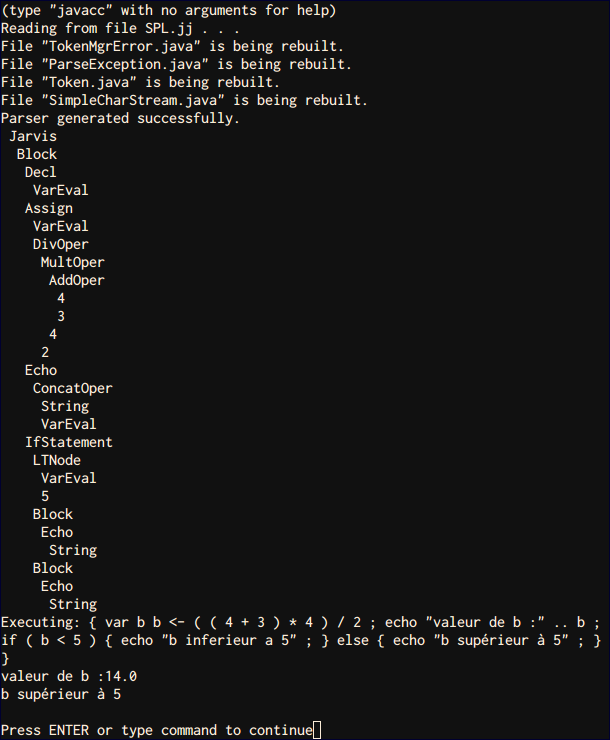 (type "javacc" with no arguments for help)
Reading from file SPL.jj . . .
File "TokenMgrError.java" is being rebuilt.
File "ParseException.java" is being rebuilt.
File "Token.java" is being rebuilt.
File "SimpleCharStream.java" is being rebuilt.
Parser generated successfully.
 Jarvis
  Block
   Decl
    VarEval
   Assign
    VarEval
    DivOper
     MultOper
      AddOper
       4
       3
      4
     2
   Echo
    ConcatOper
     String
     VarEval
   IfStatement
    LTNode
     VarEval
     5
    Block
     Echo
      String
    Block
     Echo
      String
Executing: { var b b <- ( ( 4 + 3 ) * 4 ) / 2 ; echo "valeur de b :" .. b ;
if ( b < 5 ) { echo "b inferieur a 5" ; } else { echo "b supérieur à 5" ; }
}
valeur de b :14.0
b supérieur à 5

Press ENTER or type command to continue